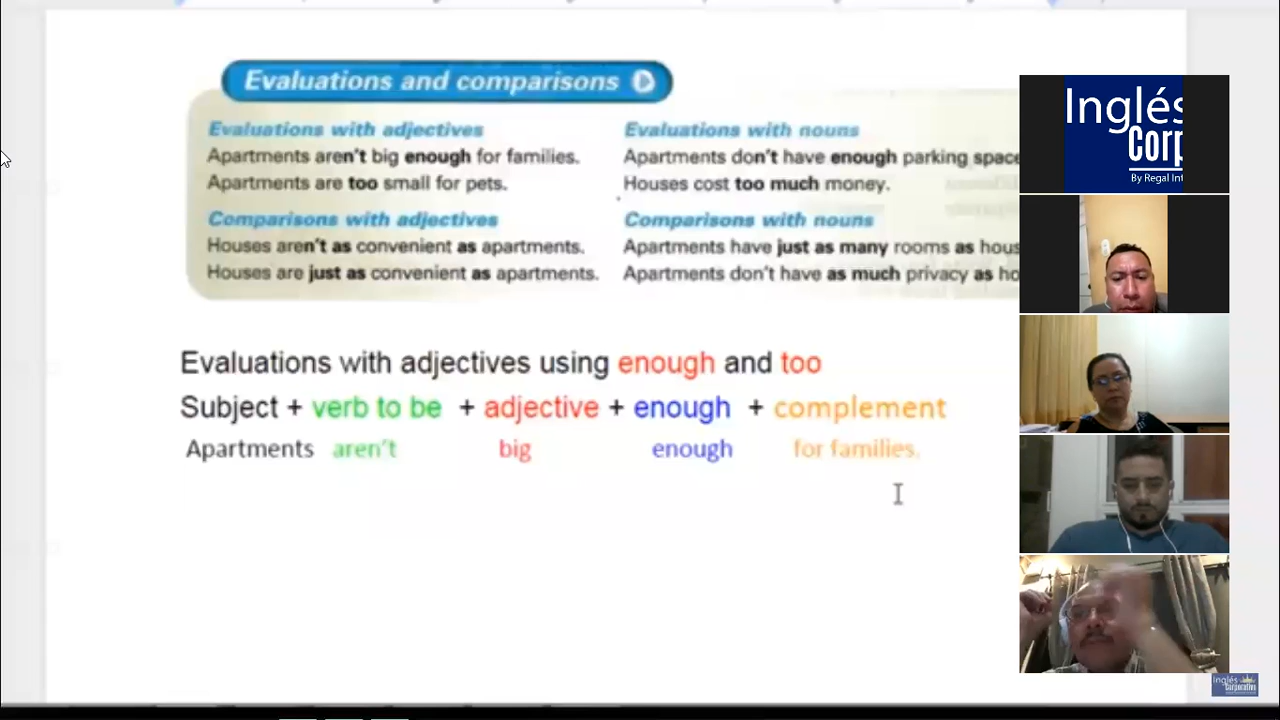 Evaluations and comparisons
Evaluations with adjectives
Apartments aren't big enough for families.
Apartments are too small for pets.
Comparisons with adjectives
Houses aren't as convenient as apartments.
Houses are just as convenient as apartments.
Evaluations with nouns
Apartments don't have enough parking space
Houses cost too much money.
Comparisons with nouns
Apartments have just as many rooms as hous
Apartments don't have as much privacy as ho
Evaluations with adjectives using enough and too
Subject + verb to be + adjective + enough + complement
Apartments aren't big enough for families.
Inglés
Corp
By Regal Int
Inglés
Corporativo